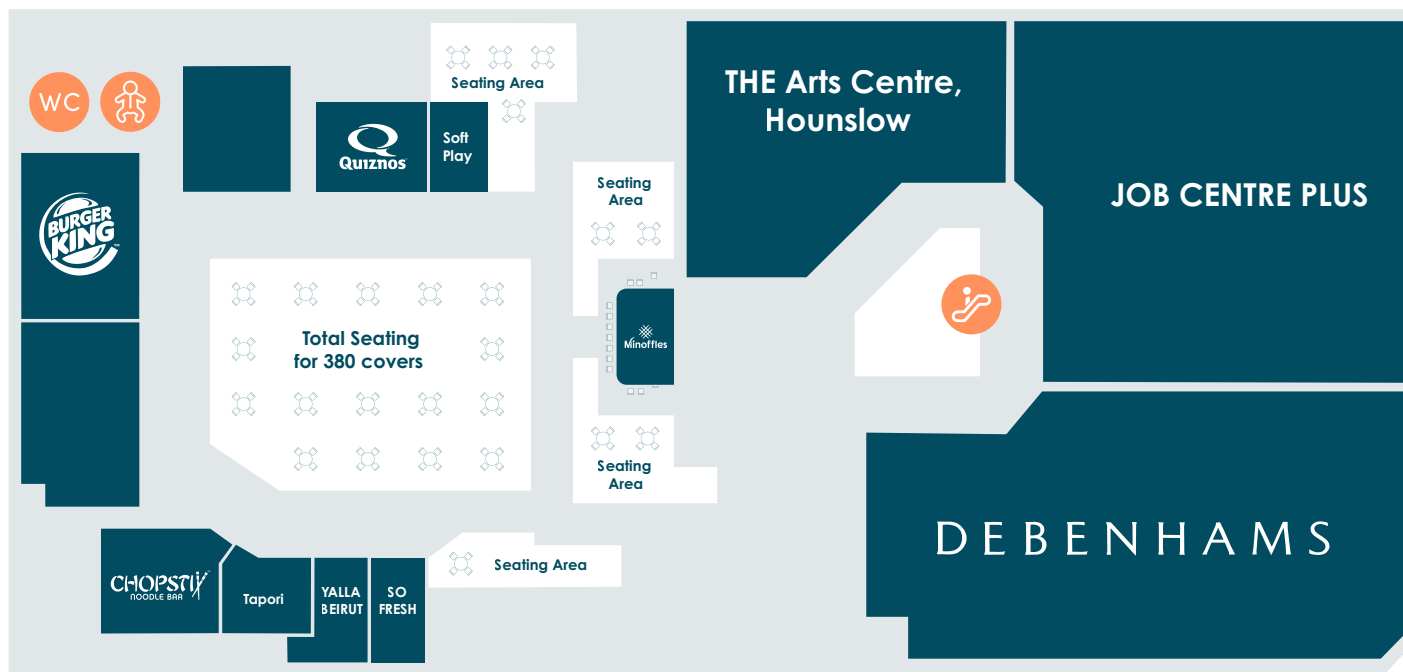 Seating Area
THE Arts Centre,
Hounslow
WC
QUIZNOS
Soft
Play
BURGER
KING
™
Seating
Area
JOB CENTRE PLUS
Total Seating
for 380 covers
Minoffles
Seating
Area
DEBENHAMS
CHOPSTIX
NOODLE BAR
Tapori
YALLA
BEIRUT
SO
FRESH
Seating Area